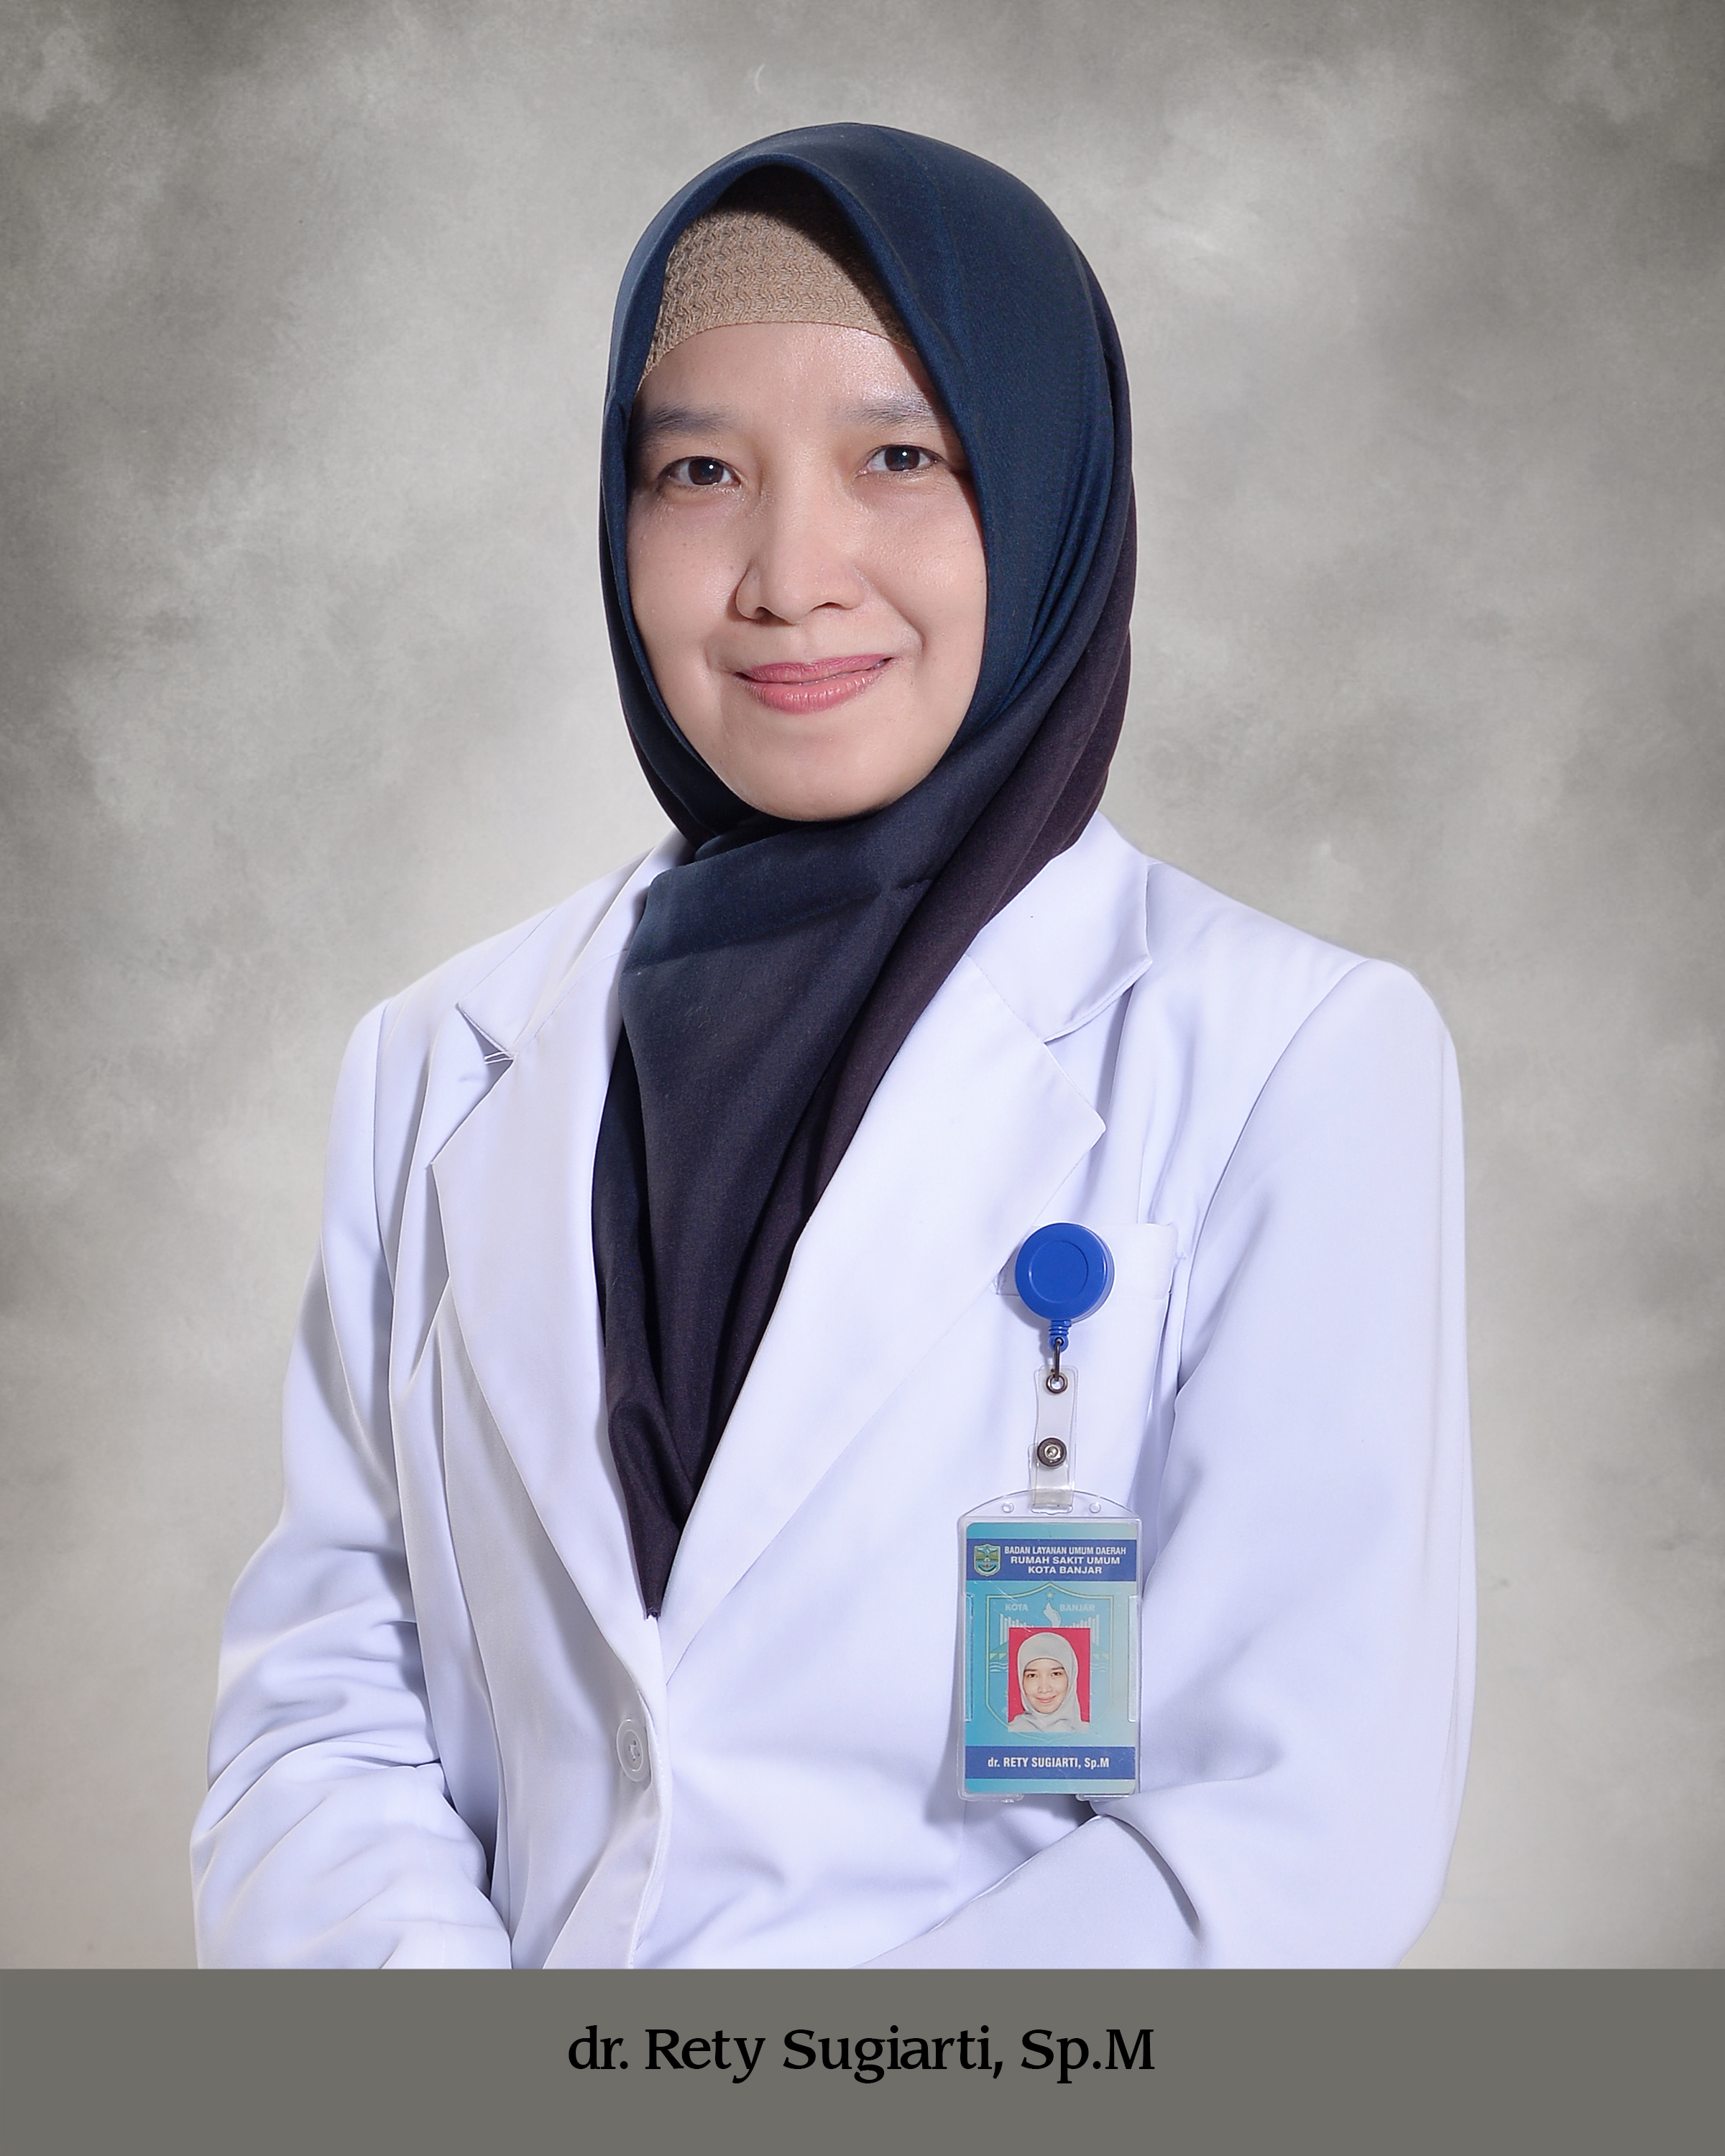 BADAN LAYANAN UMUM DAERAH
RUMAH SAKIT UMUM
KOTA BANJAR
KOTA BANJAR
dr. RETY SUGIARTI, Sp.M
dr. Rety Sugiarti, Sp.M